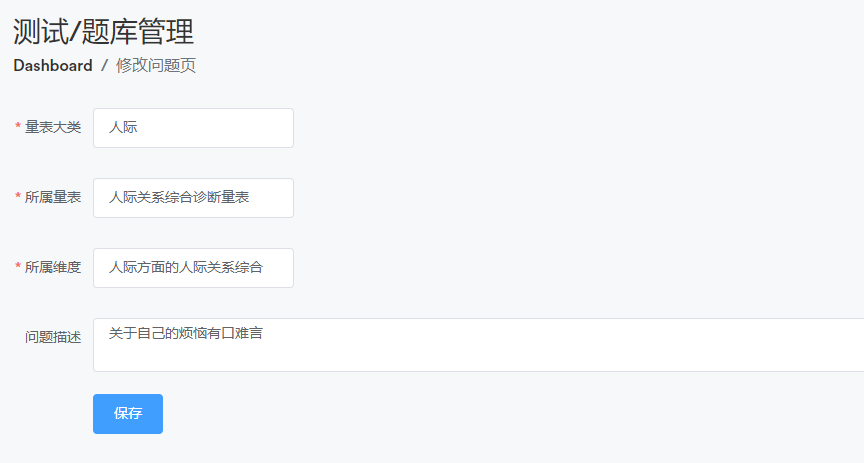 测试/题库管理
Dashboard / 修改问题页
* 量表大类 人际
* 所属量表 人际关系综合诊断量表
* 所属维度 人际方面的人际关系综合
问题描述 关于自己的烦恼有口难言
保存